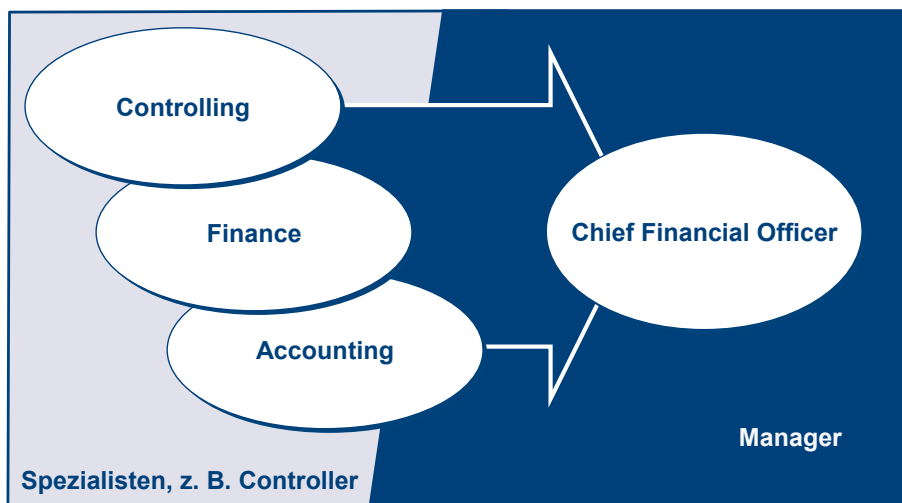 Controlling
Finance
Chief Financial Officer
Accounting
Manager
Spezialisten, z. B. Controller